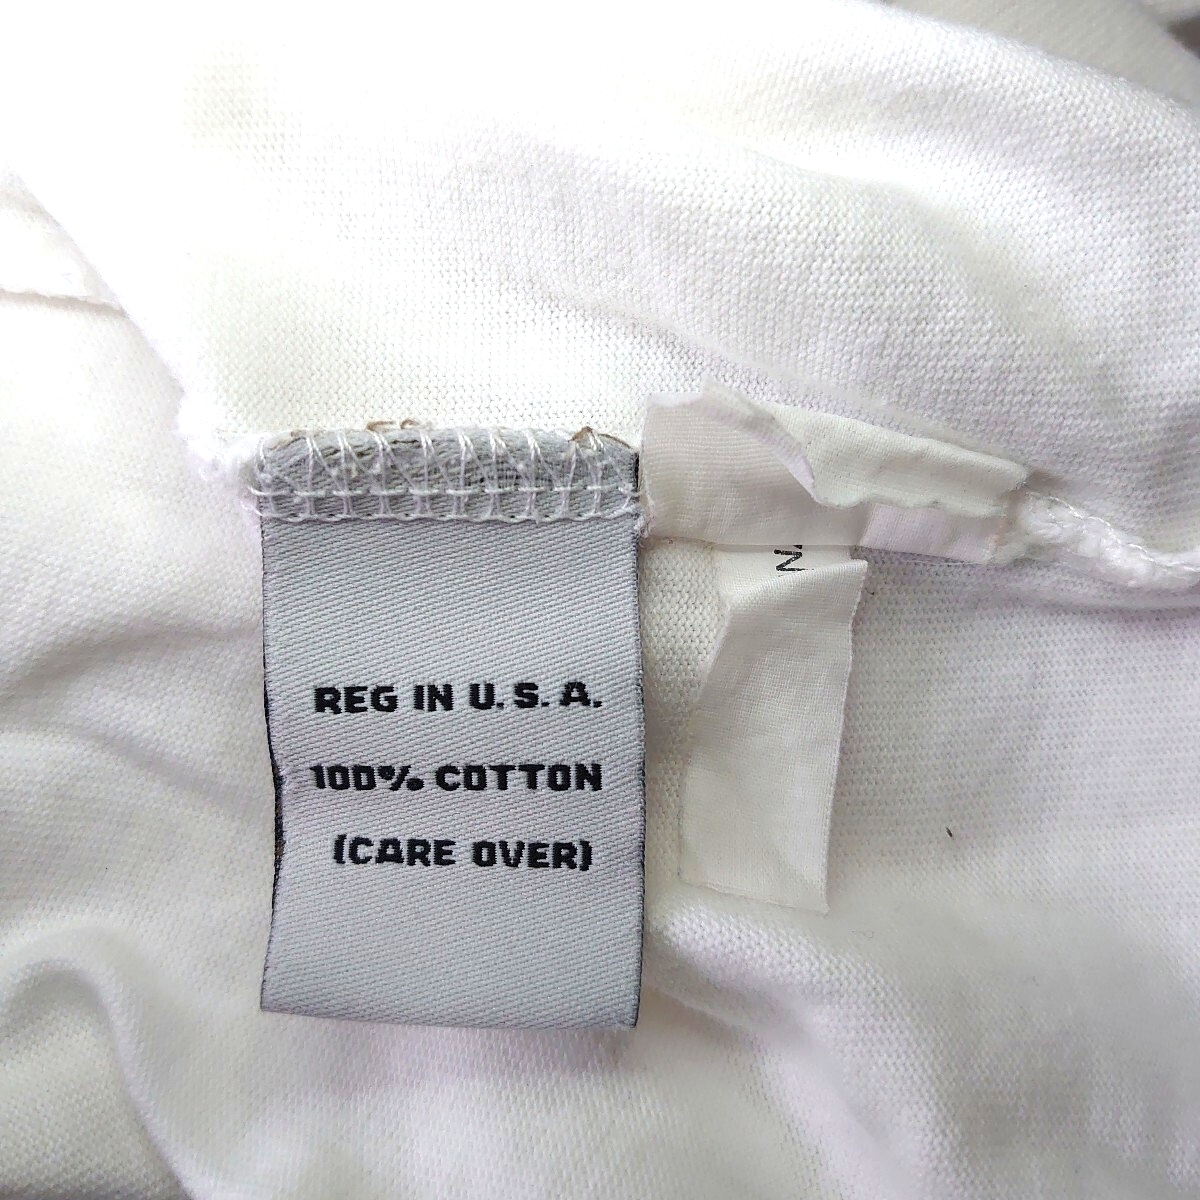 REG IN U.S.A.
100% COTTON
(CARE OVER)